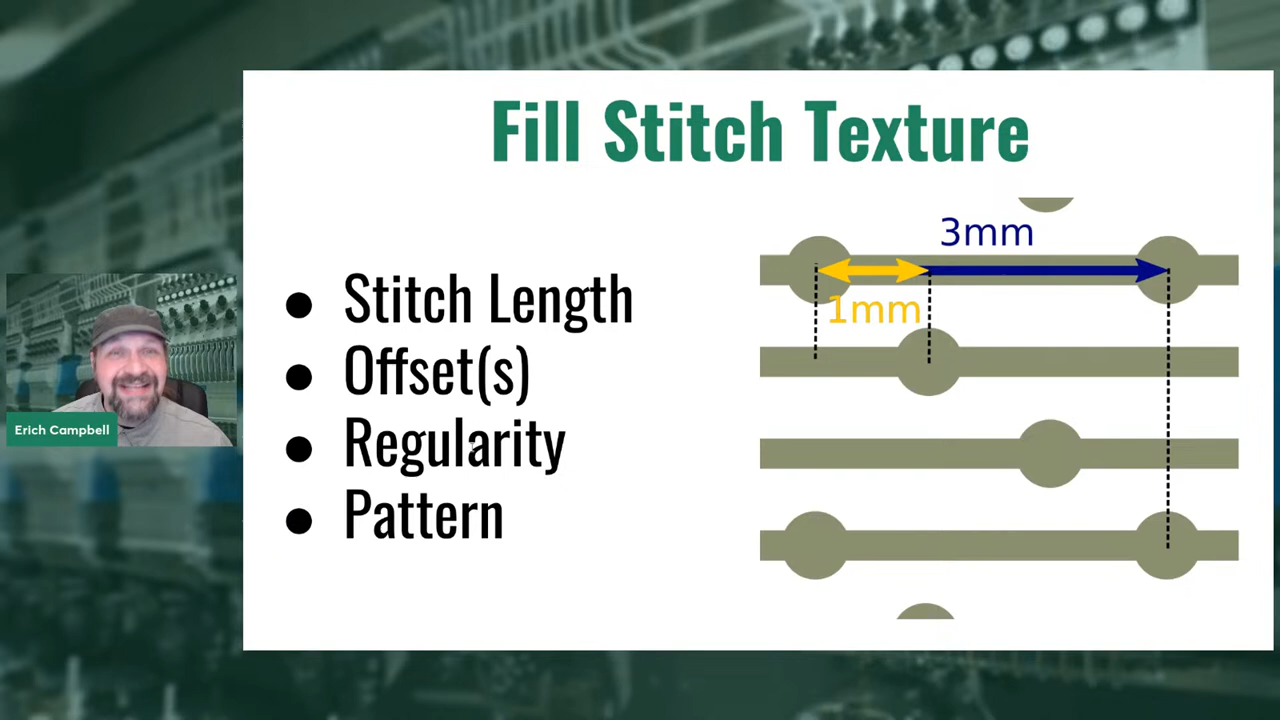 Fill Stitch Texture
3mm
1mm
● Stitch Length
● Offset(s)
● Regularity
● Pattern
Erich Campbell